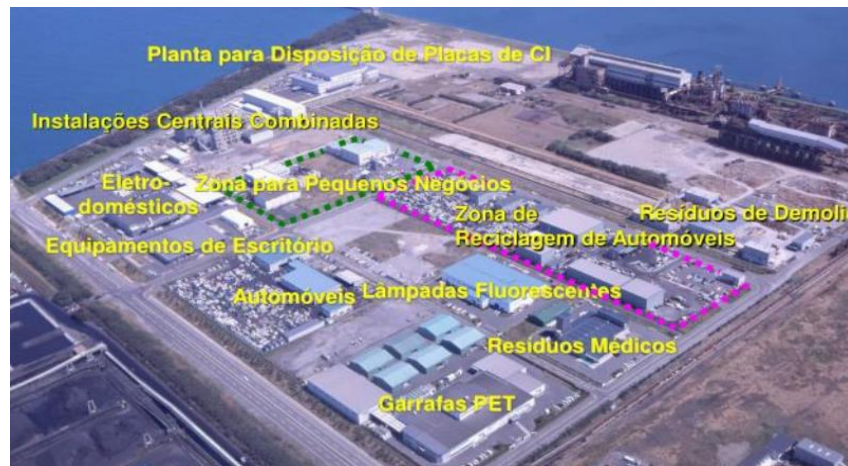 Planta para Disposição de Placas de CI
Instalações Centrais Combinadas
Eletro-
domésticos
Zona para Pequenos Negócios
Zona de
Reciclagem de Automóveis
Resíduos de Demoli
Equipamentos de Escritório
Automóveis
Lâmpadas Fluorescentes
Resíduos Médicos
Garrafas PET